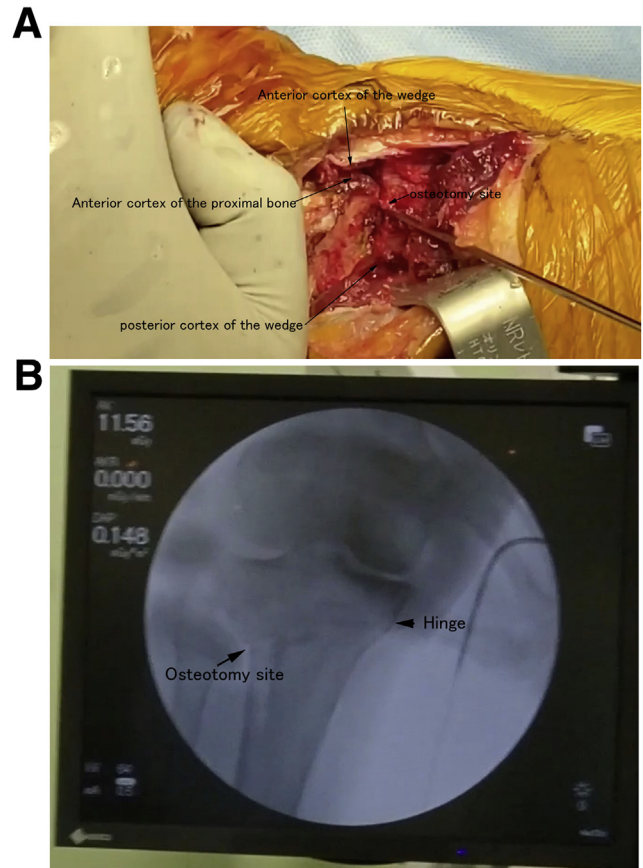 A
Anterior cortex of the wedge
Anterior cortex of the proximal bone
osteotomy site
posterior cortex of the wedge
B
11.56
0.000
0.148
Hinge
Osteotomy site